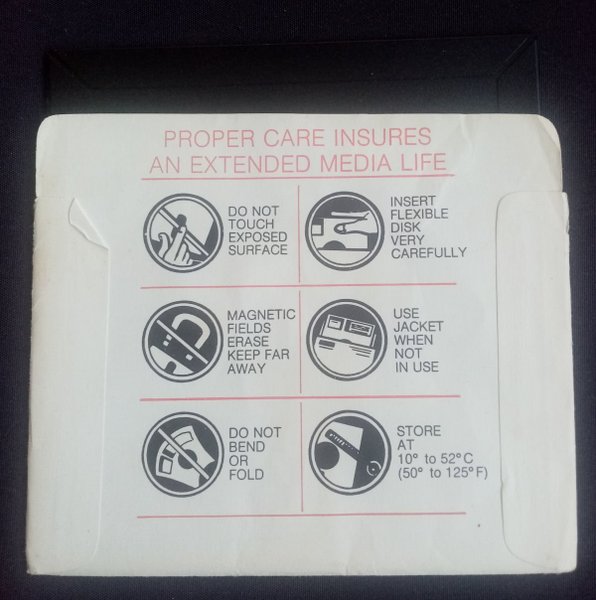 PROPER CARE INSURES
AN EXTENDED MEDIA LIFE
DO NOT
TOUCH
EXPOSED
SURFACE
INSERT
FLEXIBLE
DISK
VERY
CAREFULLY
MAGNETIC
FIELDS
ERASE
KEEP FAR
AWAY
USE
JACKET
WHEN
NOT
IN USE
DO NOT
BEND
OR
FOLD
STORE
AT
10° to 52°C
(50° to 125°F)